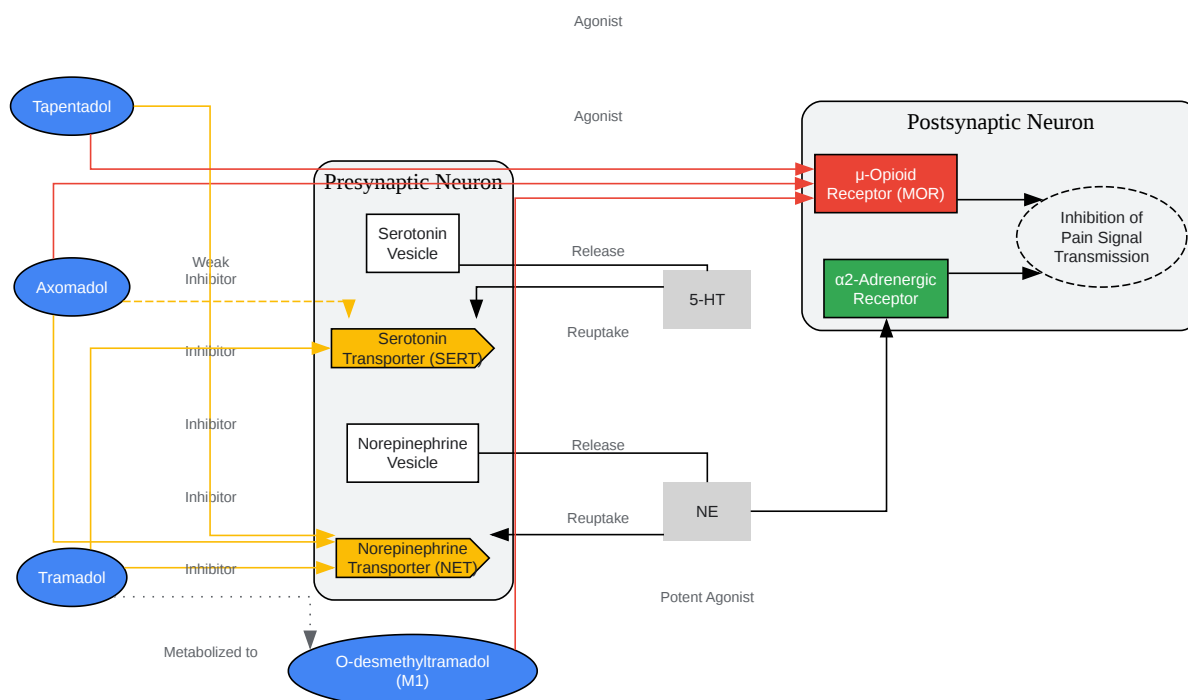 Agonist
Tapentadol
Agonist
Postsynaptic Neuron
Presynaptic Neuron
μ-Opioid
Receptor (MOR)
Serotonin
Vesicle
Inhibition of
Pain Signal
Transmission
Release
Weak
Inhibitor
Axomadol
5-HT
α2-Adrenergic
Receptor
Reuptake
Inhibitor
Serotonin
Transporter (SERT)
Inhibitor
Norepinephrine
Vesicle
Release
Inhibitor
Reuptake
NE
Norepinephrine
Transporter (NET)
Inhibitor
Tramadol
Potent Agonist
Metabolized to
O-desmethyltramadol
(M1)